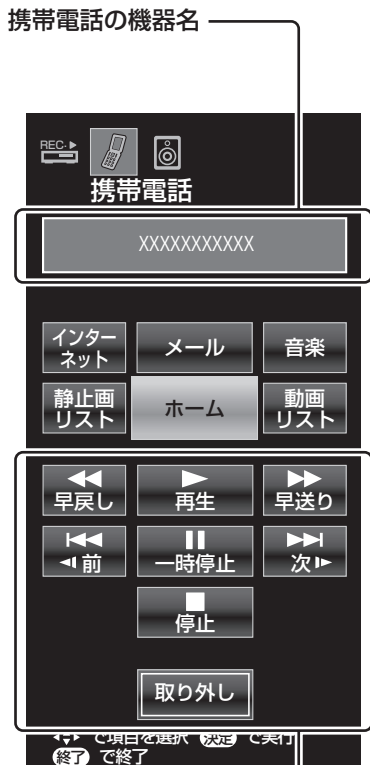 携帯電話の機器名
REC
携帯電話
XXXXXXXXXXX
インター
ネット
メール
音楽
静止画
リスト
ホーム
動画
リスト
早戻し
再生
早送り
前
一時停止
次
停止
取り外し
で項目を選択 決定 で実行
終了 で終了